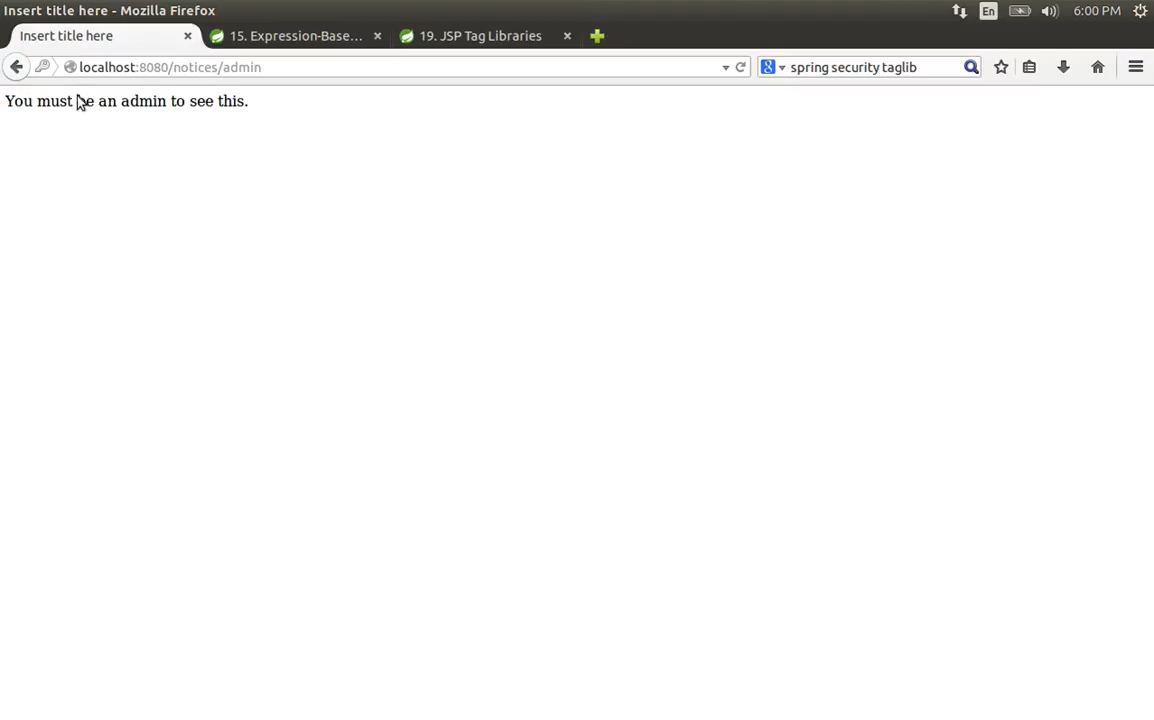 Insert title here - Mozilla Firefox
En
6:00 PM
Insert title here
15. Expression-Base...
19. JSP Tag Libraries
localhost:8080/notices/admin
8
spring security taglib
You must be an admin to see this.